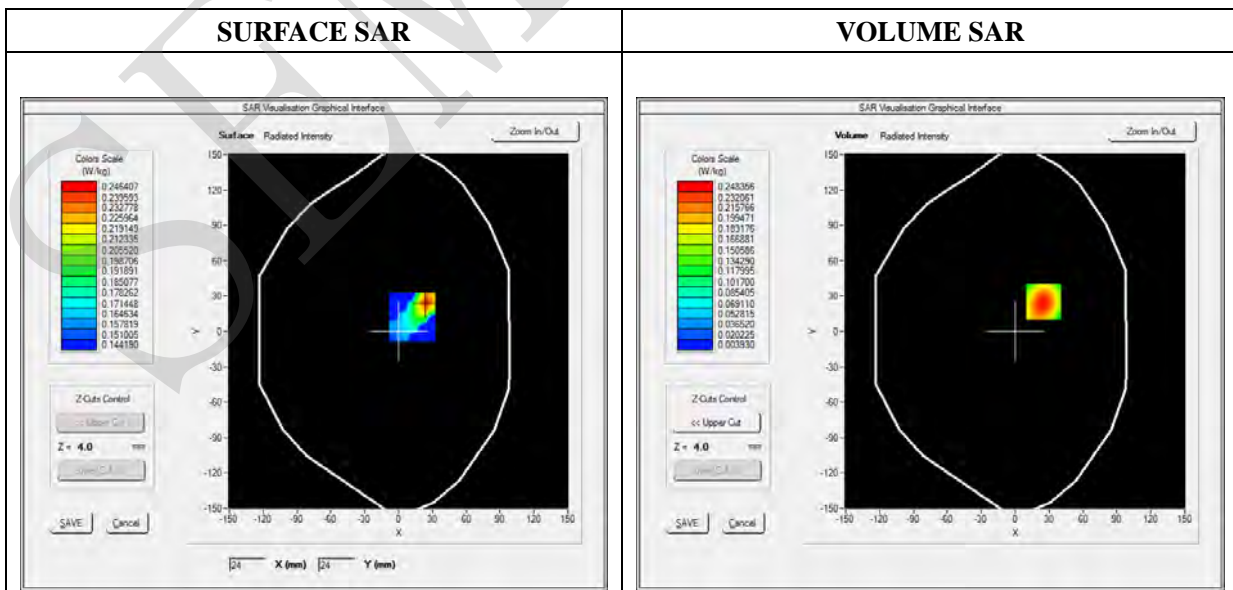 SURFACE SAR
VOLUME SAR
SAR Visualisation Graphical Interface
Surface Radiated Intensity
Zoom In/Out
Colors Scale
(W/kg)
0.246407
0.239593
0.232778
0.225964
0.219149
0.212335
0.205520
0.198706
0.191891
0.185077
0.178262
0.171448
0.164634
0.157819
0.151005
0.144190
Z-Cuts Control
<< Upper Cut
Z = 4.0 mm
SAVE
Cancel
150
120
90
60
30
0
-30
-60
-90
-120
-150
Y
-150 -120 -90 -60 -30 0 30 60 90 120 150
X
24 X (mm) 24 Y (mm)
SAR Visualisation Graphical Interface
Volume Radiated Intensity
Zoom In/Out
Colors Scale
(W/kg)
0.248356
0.232061
0.215766
0.199471
0.183176
0.166881
0.150586
0.134290
0.117995
0.101700
0.085405
0.069110
0.052815
0.036520
0.020225
0.003930
Z-Cuts Control
<< Upper Cut
Z = 4.0 mm
SAVE
Cancel
150
120
90
60
30
0
-30
-60
-90
-120
-150
Y
-150 -120 -90 -60 -30 0 30 60 90 120 150
X